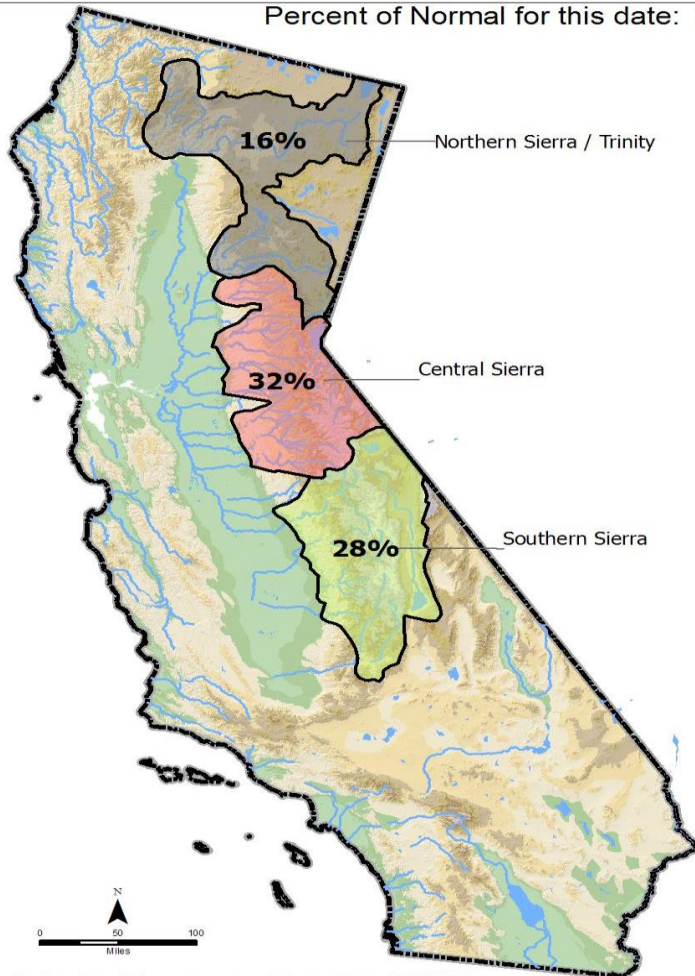 Percent of Normal for this date:
16%
Northern Sierra / Trinity
Central Sierra
32%
Southern Sierra
28%
N
0 50 100
Miles